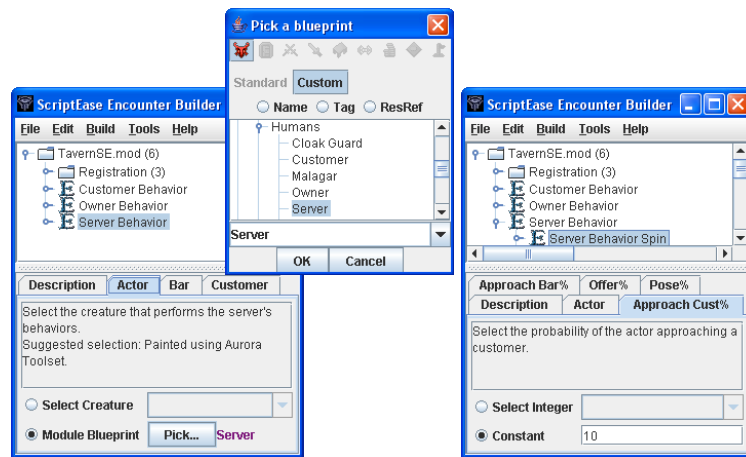 Pick a blueprint
Standard Custom
Name Tag ResRef
Humans
Cloak Guard
Customer
Malagar
Owner
Server
Server
OK Cancel
ScriptEase Encounter Builder
File Edit Build Tools Help
TavernSE.mod (6)
Registration (3)
E Customer Behavior
E Owner Behavior
E Server Behavior
Description Actor Bar Customer
Select the creature that performs the server's
behaviors.
Suggested selection: Painted using Aurora
Toolset.
Select Creature
Module Blueprint Pick... Server
ScriptEase Encounter Builder
File Edit Build Tools Help
TavernSE.mod (6)
Registration (3)
E Customer Behavior
E Owner Behavior
E Server Behavior
E Server Behavior Spin
Approach Bar% Offer% Pose%
Description Actor Approach Cust%
Select the probability of the actor approaching a
customer.
Select Integer
Constant 10